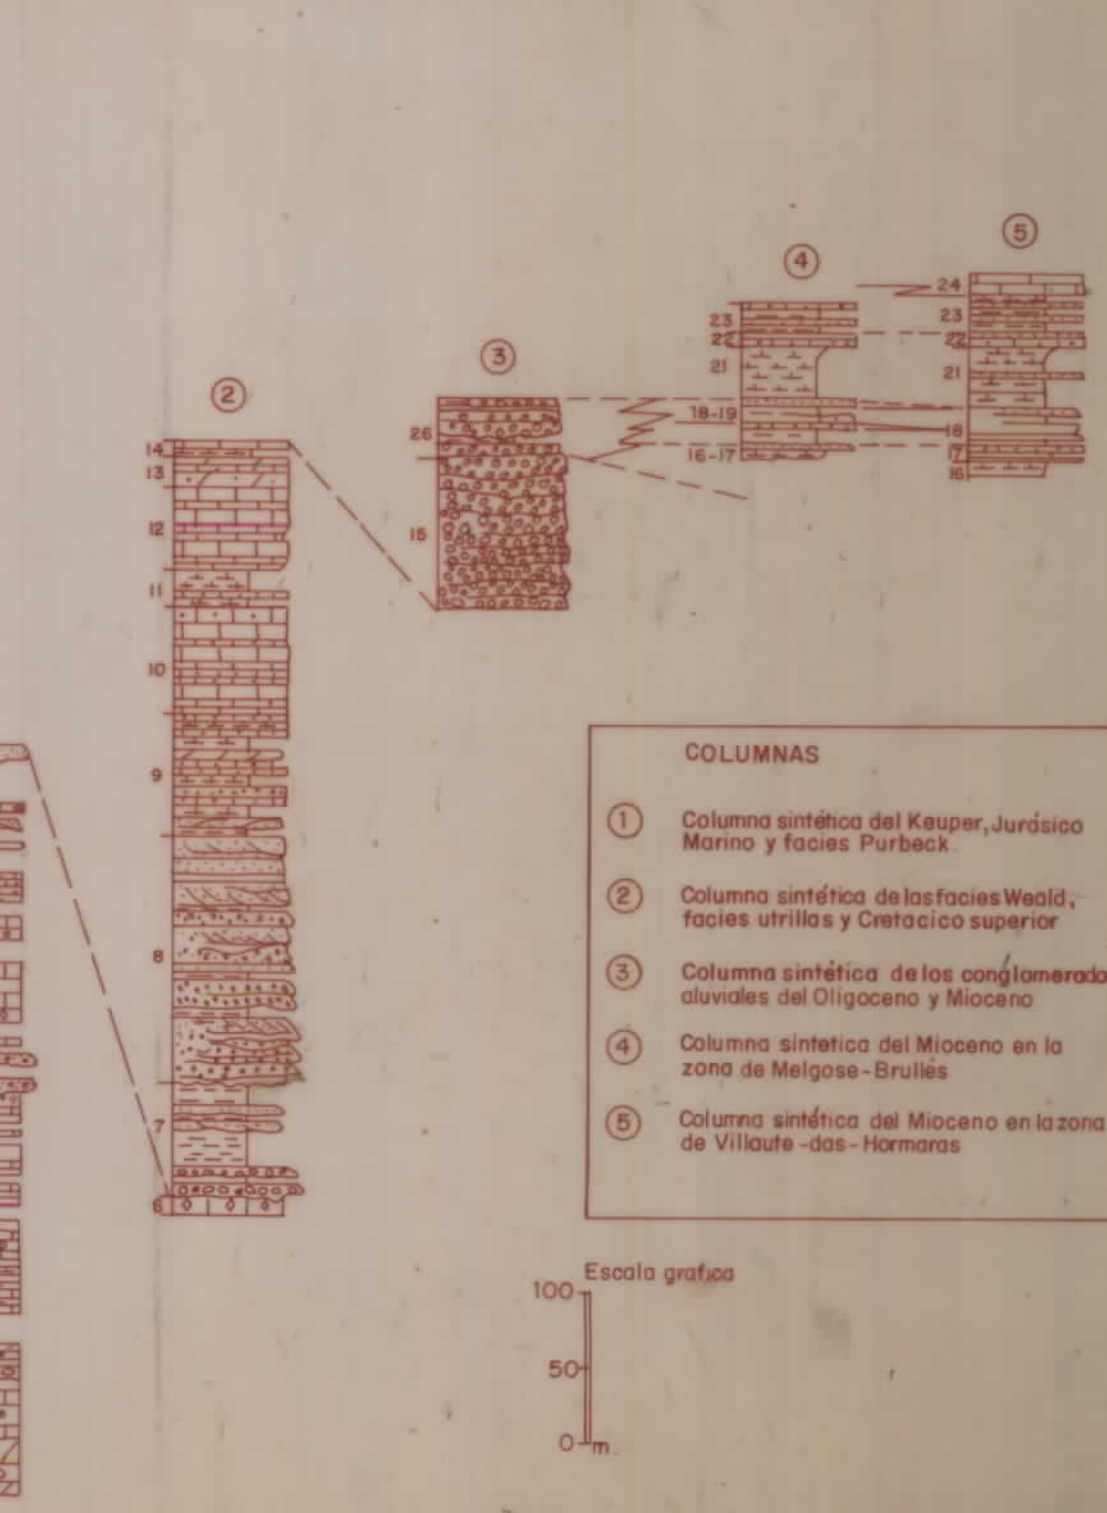 5
4
24
23
23
22
22
3
21
21
2
18-19
26
18
14
16-17
17
13
16
12
15
11
10
COLUMNAS
9
1 Columna sintética del Keuper, Jurásico
Marino y facies Purbeck.
2 Columna sintética de lasfacies Weald,
facies utrillas y Cretacico superior
8
3 Columna sintética de los conglomerado
aluviales del Oligoceno y Mioceno
4 Columna sintetica del Mioceno en la
zona de Melgose-Brullés
7
5 Columna sintética del Mioceno en la zona
de Villaute-das-Hormaras
6
Escala grafica
100
50
0 m.